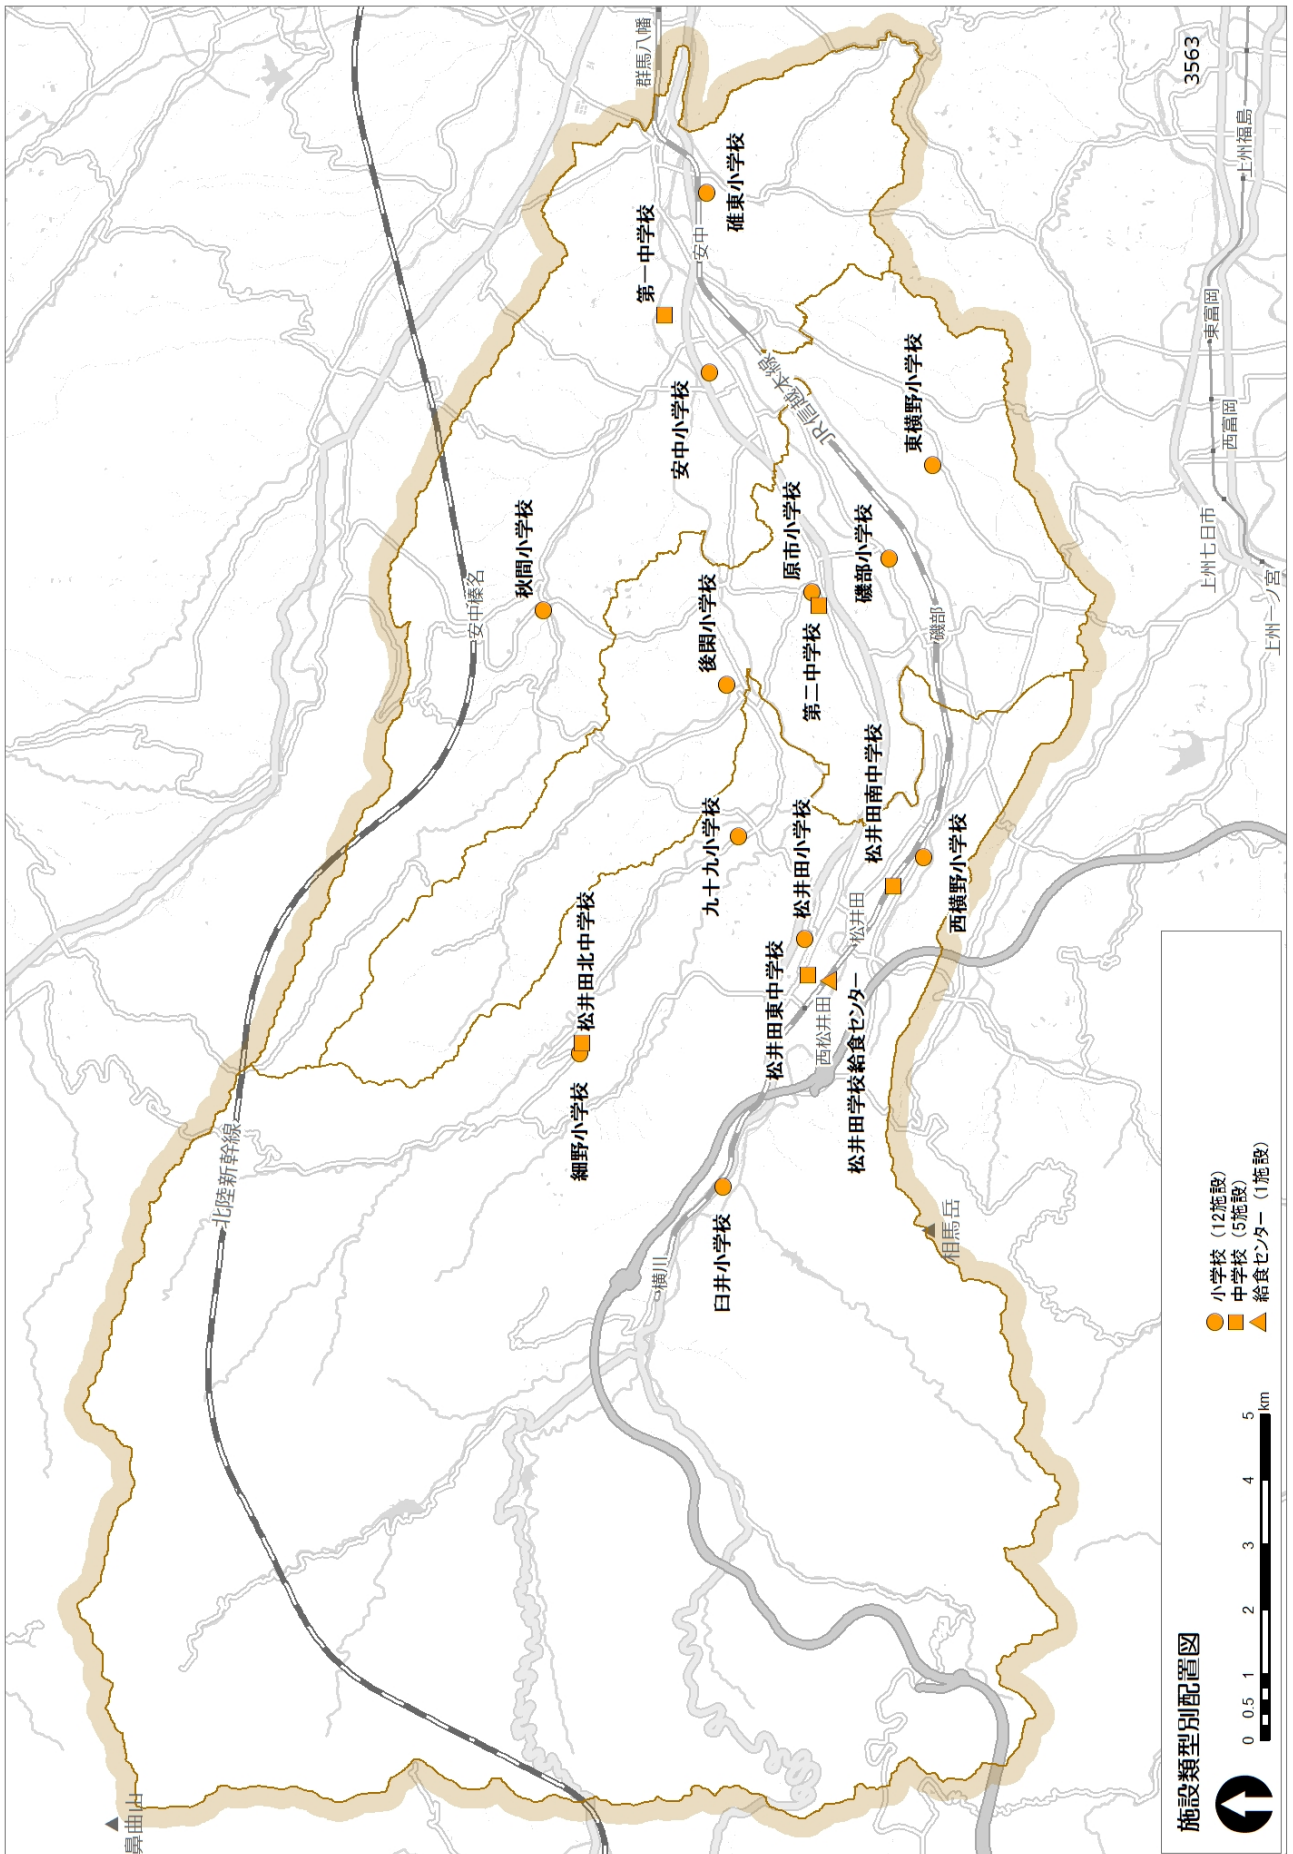 鼻曲山
北陸新幹線
安中榛名
秋間小学校
松井田北中学校
細野小学校
群馬八幡
第一中学校
碓東小学校
安中
安中小学校
JR信越本線
後閑小学校
原市小学校
第二中学校
磯部小学校
磯部
東横野小学校
九十九小学校
松井田小学校
松井田南中学校
松井田
西横野小学校
松井田東中学校
西松井田
松井田学校給食センター
臼井小学校
横川
相馬岳
上州七日市
上州一ノ宮
西富岡
東富岡
上州福島
3563
施設類型別配置図
0 0.5 1 2 3 4 5
km
小学校（12施設）
中学校（5施設）
給食センター（1施設）